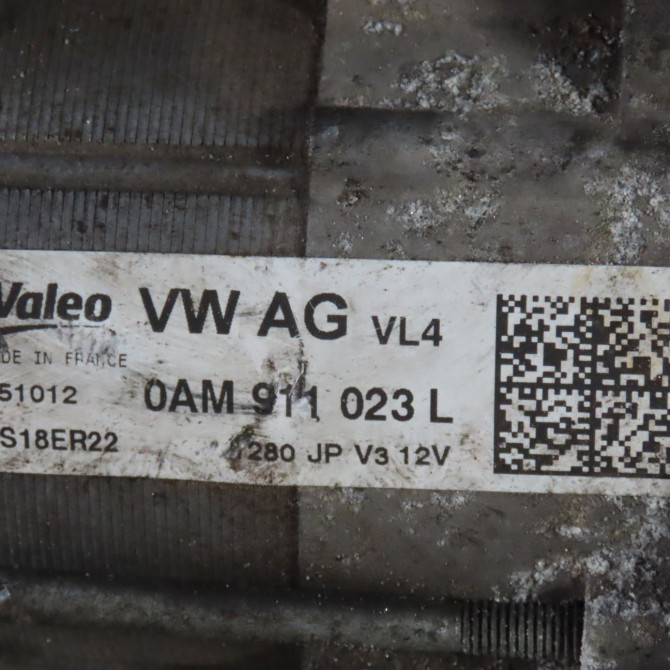 Valeo VW AG VL4
DE IN FRANCE
51012 0AM 911 023 L
S18ER22 280 JP V3 12V